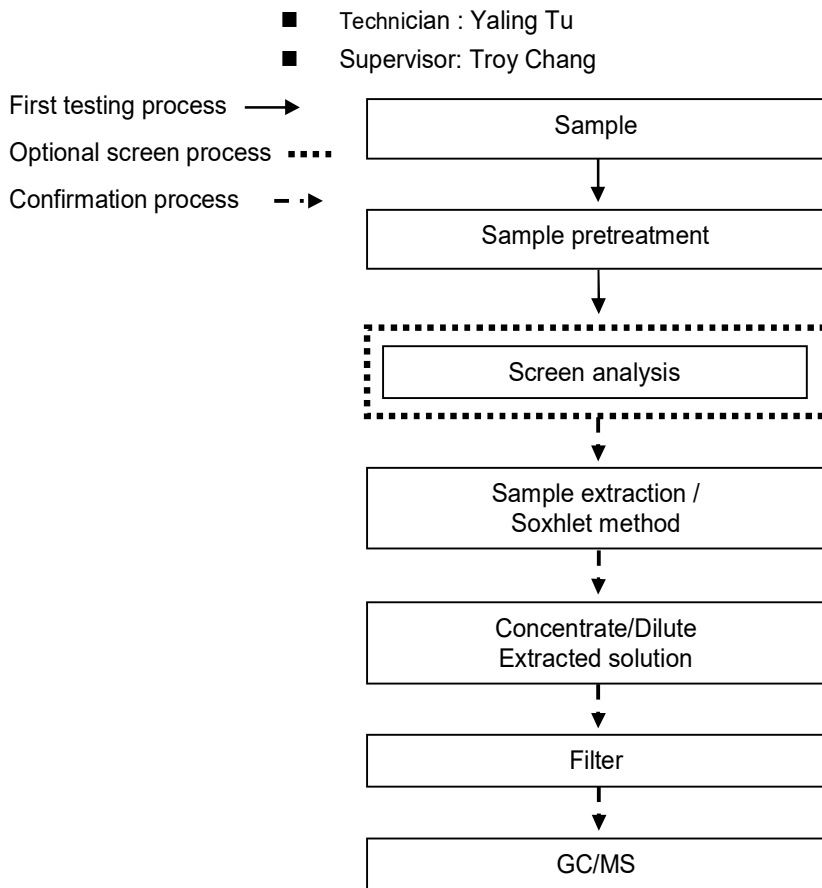 ■ Technician : Yaling Tu
■ Supervisor: Troy Chang
First testing process
Optional screen process
Confirmation process
Sample
Sample pretreatment
Screen analysis
Sample extraction /
Soxhlet method
Concentrate/Dilute
Extracted solution
Filter
GC/MS